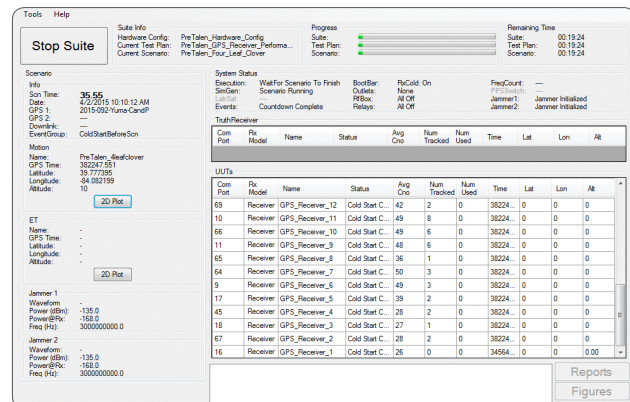 Tools Help
Stop Suite
Suite Info
Hardware Config: PreTalen_Hardware_Config
Current Test Plan: PreTalen_GPS_Receiver_Performa...
Current Scenario: PreTalen_Four_Leaf_Clover
Progress
Suite:
Test Plan:
Scenario:
Remaining Time
Suite: 00:19:24
Test Plan: 00:19:24
Scenario: 00:19:24
Scenario
Info
Scn Time: 35.55
Date: 4/2/2015 10:10:12 AM
GPS 1: 2015-092-Yuma-CandP
GPS 2: ---
Downlink: ---
EventGroup: ColdStartBeforeScn
Motion
Name: PreTalen_4leafclover
GPS Time: 382247.551
Latitude: 39.777395
Longitude: -84.082199
Altitude: 10
2D Plot
ET
Name: -
GPS Time: -
Latitude: -
Longitude: -
Altitude: -
2D Plot
Jammer 1
Waveform -
Power (dBm): -135.0
Power@Rx: -168.0
Freq (Hz): 3000000000.0
Jammer 2
Waveform: -
Power (dBm): -135.0
Power@Rx: -168.0
Freq (Hz): 3000000000.0
System Status
Execution: WaitFor Scenario To Finish BootBar: RxCold: On FreqCount: ---
SimGen: Scenario Running Outlets: None PPSSwitch: ---
LabSat: --- RfBox: All Off Jammer1: Jammer Initialized
Events: Countdown Complete Relays: All Off Jammer2: Jammer Initialized
TruthReceiver
Com Port Rx Model Name Status Avg Cno Num Tracked Num Used Time Lat Lon Alt
UUTs
Com Port Rx Model Name Status Avg Cno Num Tracked Num Used Time Lat Lon Alt
69 Receiver GPS_Receiver_12 Cold Start C... 42 2 0 38224... 0 0 0
10 Receiver GPS_Receiver_11 Cold Start C... 49 8 0 38224... 0 0 0
66 Receiver GPS_Receiver_10 Cold Start C... 49 6 0 38224... 0 0 0
11 Receiver GPS_Receiver_9 Cold Start C... 48 6 0 38224... 0 0 0
65 Receiver GPS_Receiver_8 Cold Start C... 36 1 0 38224... 0 0 0
64 Receiver GPS_Receiver_7 Cold Start C... 50 3 0 38224... 0 0 0
9 Receiver GPS_Receiver_6 Cold Start C... 49 3 0 38224... 0 0 0
17 Receiver GPS_Receiver_5 Cold Start C... 39 2 0 38224... 0 0 0
45 Receiver GPS_Receiver_4 Cold Start C... 28 2 0 38224... 0 0 0
18 Receiver GPS_Receiver_3 Cold Start C... 27 1 0 38224... 0 0 0
67 Receiver GPS_Receiver_2 Cold Start C... 28 2 0 38224... 0 0 0
16 Receiver GPS_Receiver_1 Cold Start C... 26 0 0 34564... 0 0 0.00
Reports
Figures